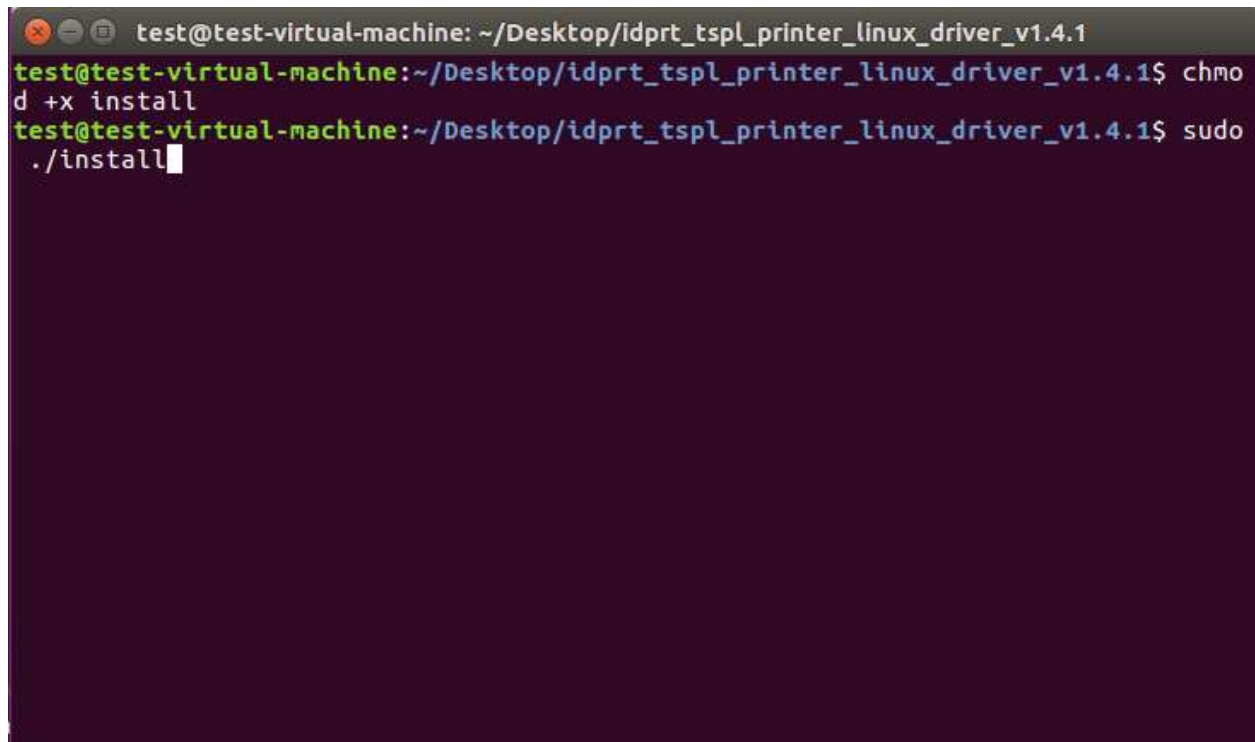 test@test-virtual-machine: ~/Desktop/idprt_tspl_printer_linux_driver_v1.4.1
test@test-virtual-machine:~/Desktop/idprt_tspl_printer_linux_driver_v1.4.1$ chmo
d +x install
test@test-virtual-machine:~/Desktop/idprt_tspl_printer_linux_driver_v1.4.1$ sudo
 ./install